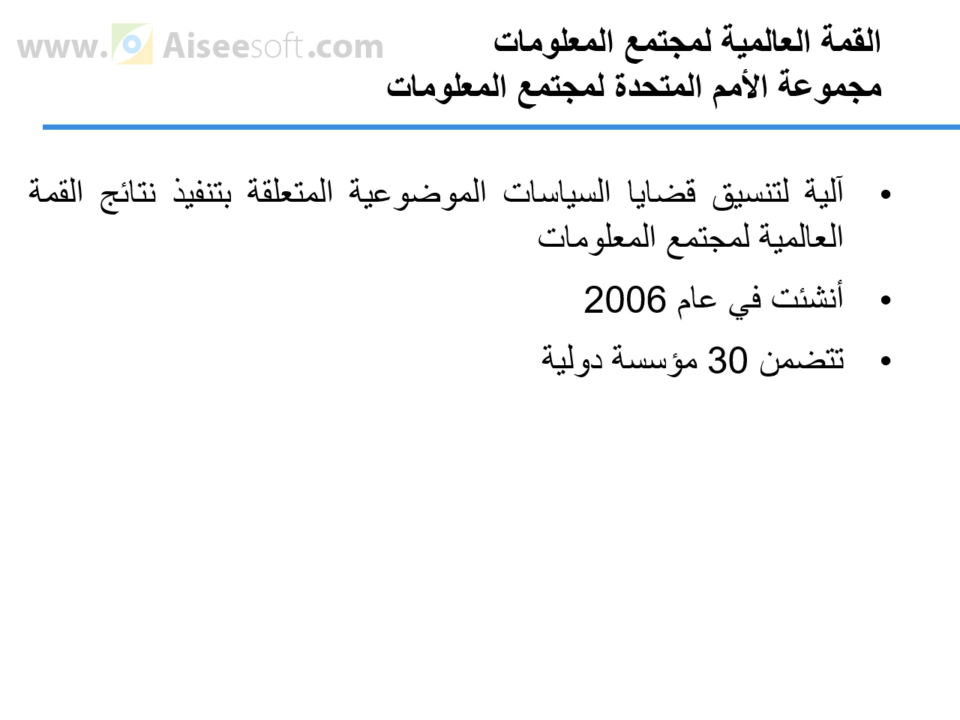 www.Aiseesoft.com
القمة العالمية لمجتمع المعلومات
مجموعة الأمم المتحدة لمجتمع المعلومات
• آلية لتنسيق قضايا السياسات الموضوعية المتعلقة بتنفيذ نتائج القمة
العالمية لمجتمع المعلومات
• أنشئت في عام 2006
• تتضمن 30 مؤسسة دولية